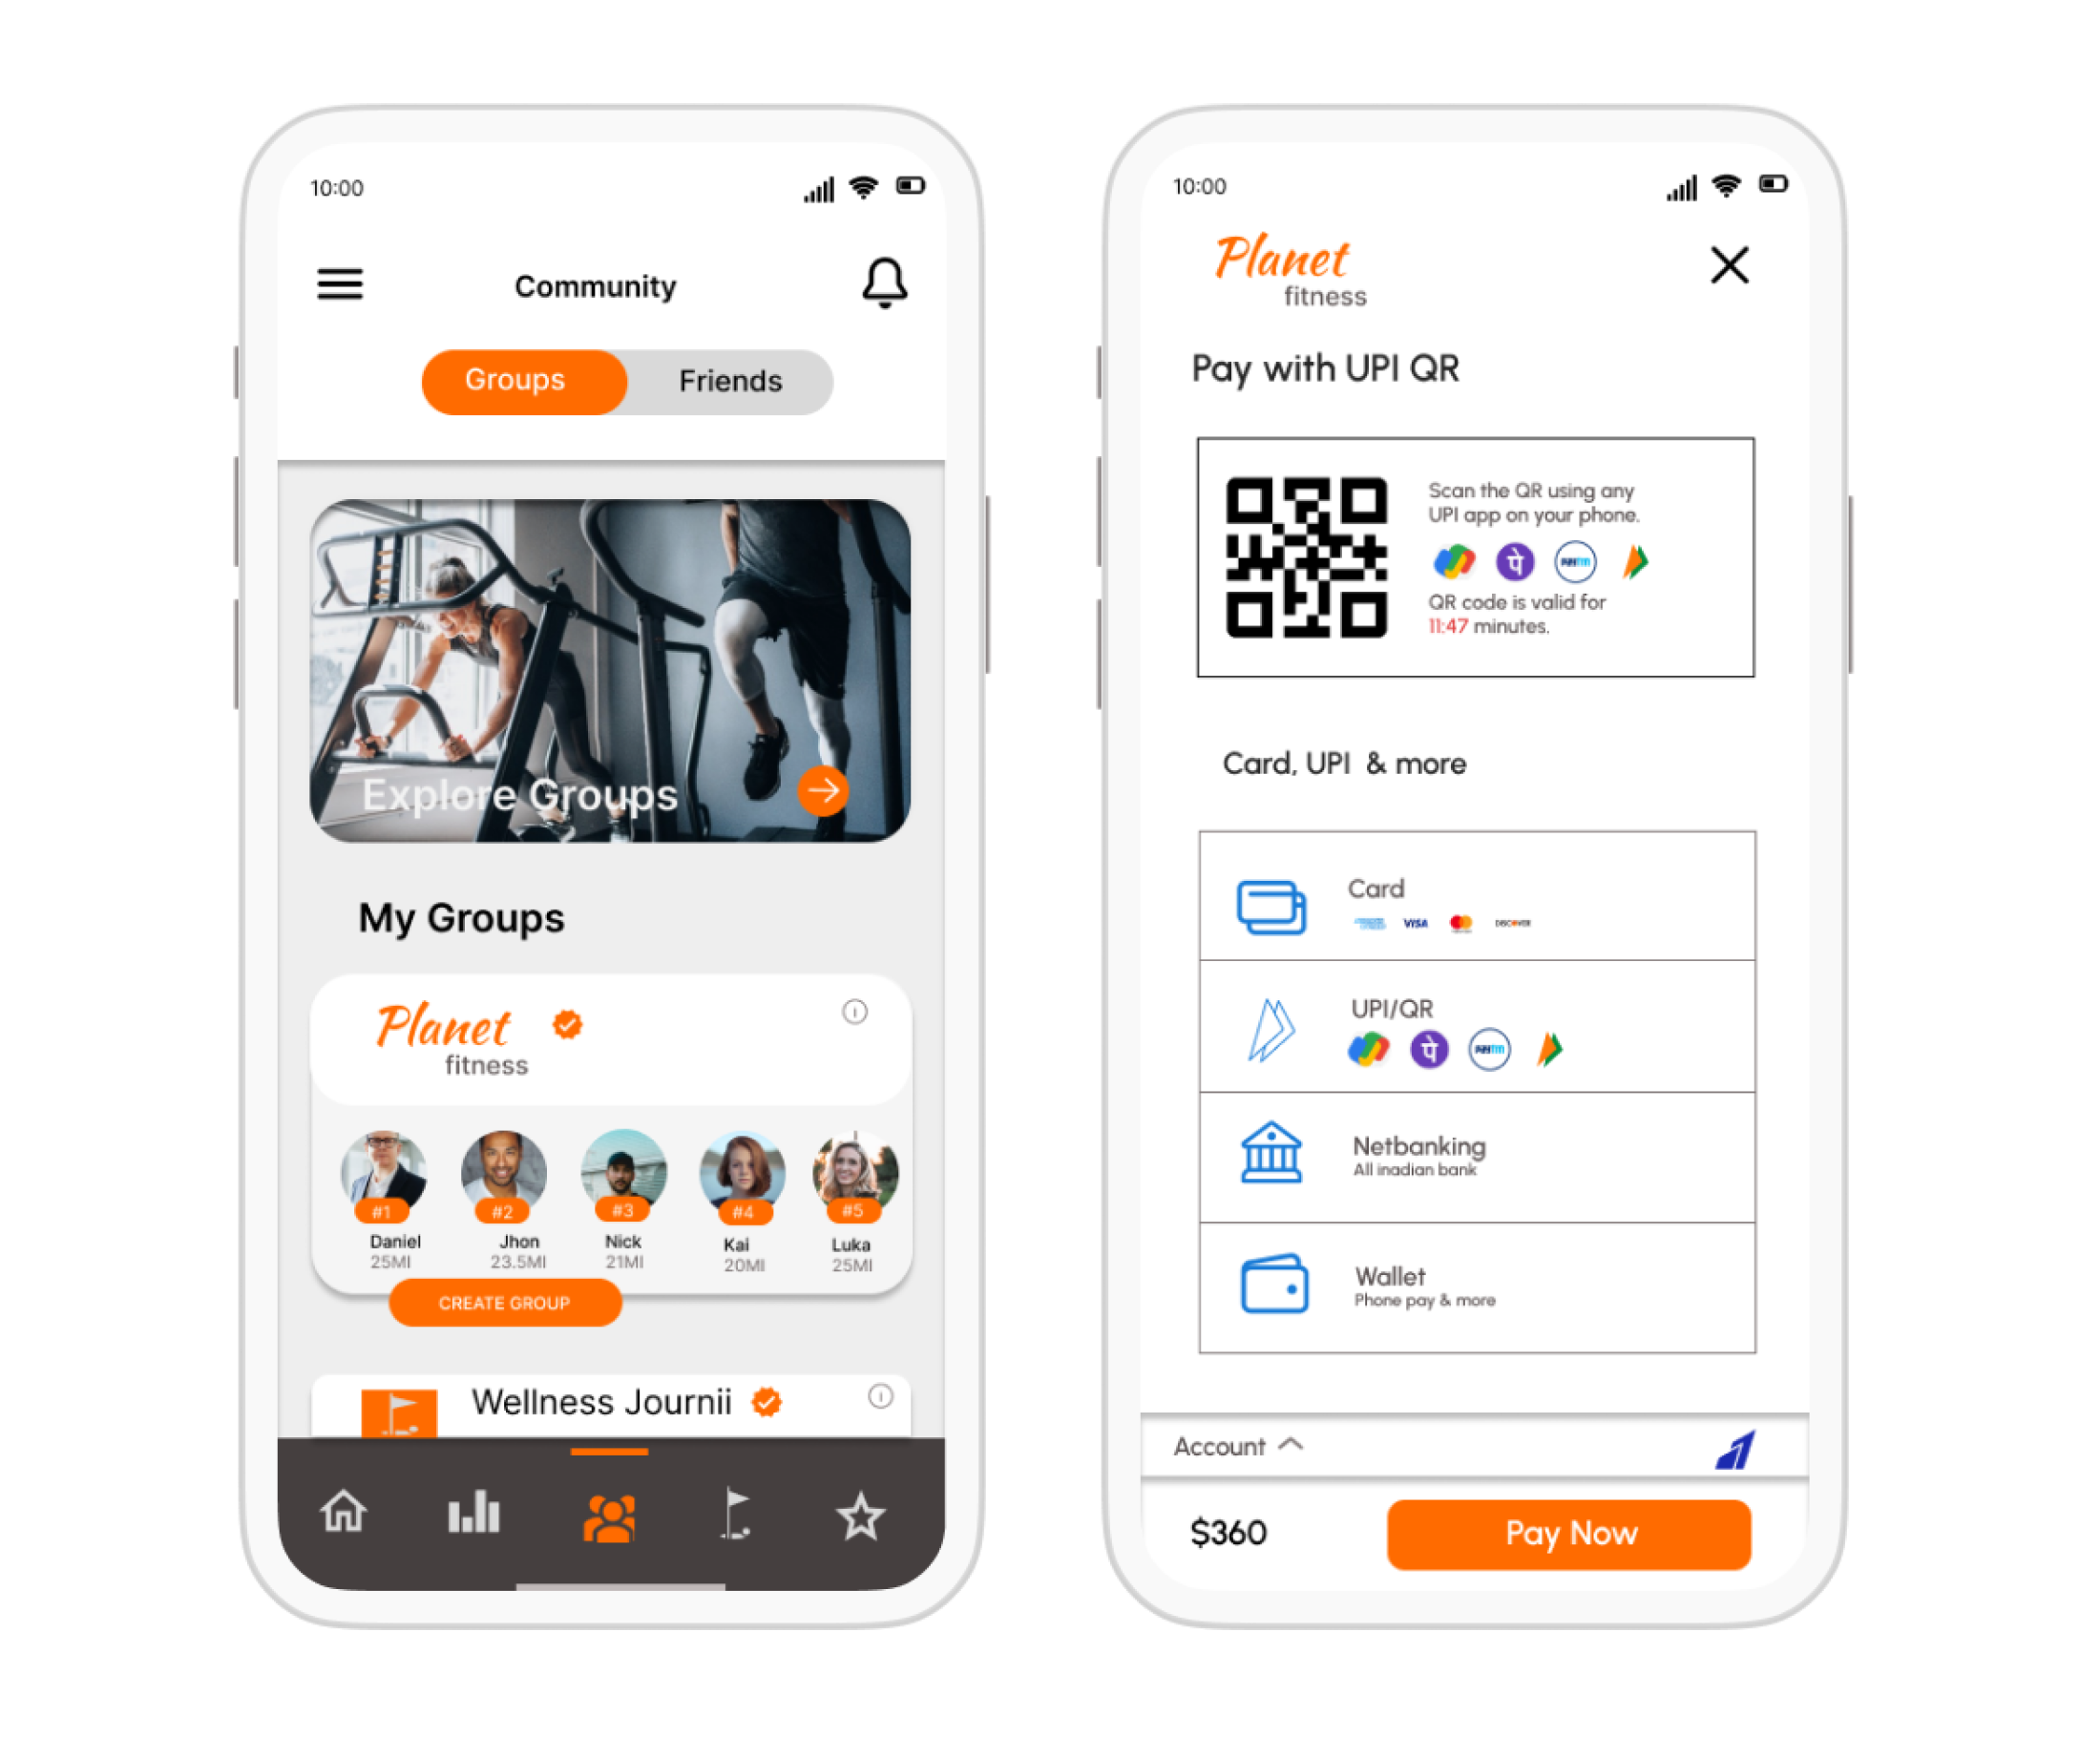 10:00
Community
Groups
Friends
Explore Groups
My Groups
Planet
fitness
#1
#2
#3
#4
#5
Daniel
Jhon
Nick
Kai
Luka
25MI
23.5MI
21MI
20MI
25MI
CREATE GROUP
Wellness Journii
10:00
Planet
fitness
Pay with UPI QR
Scan the QR using any
UPI app on your phone.
पे
Paytm
QR code is valid for
11:47 minutes.
Card, UPI & more
Card
VISA
DISCOVER
UPI/QR
पे
Paytm
Netbanking
All inadian bank
Wallet
Phone pay & more
Account
$360
Pay Now